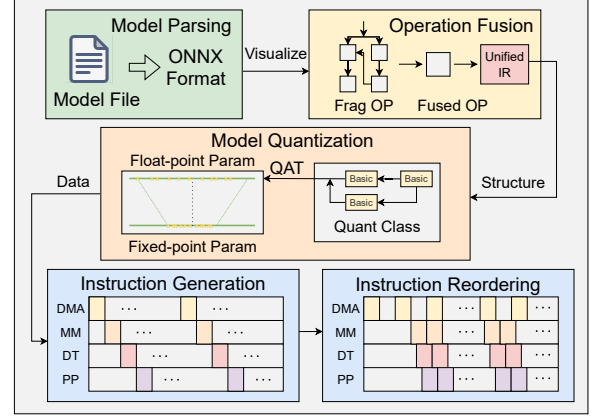 Model Parsing
ONNX
Format
Model File
Visualize
Operation Fusion
Unified
IR
Frag OP
Fused OP
Model Quantization
Float-point Param
QAT
Basic
Basic
Basic
Fixed-point Param
Quant Class
Data
Structure
Instruction Generation
DMA
···
···
MM
···
···
DT
···
···
PP
···
···
Instruction Reordering
DMA
···
···
MM
···
···
DT
···
···
PP
···
···